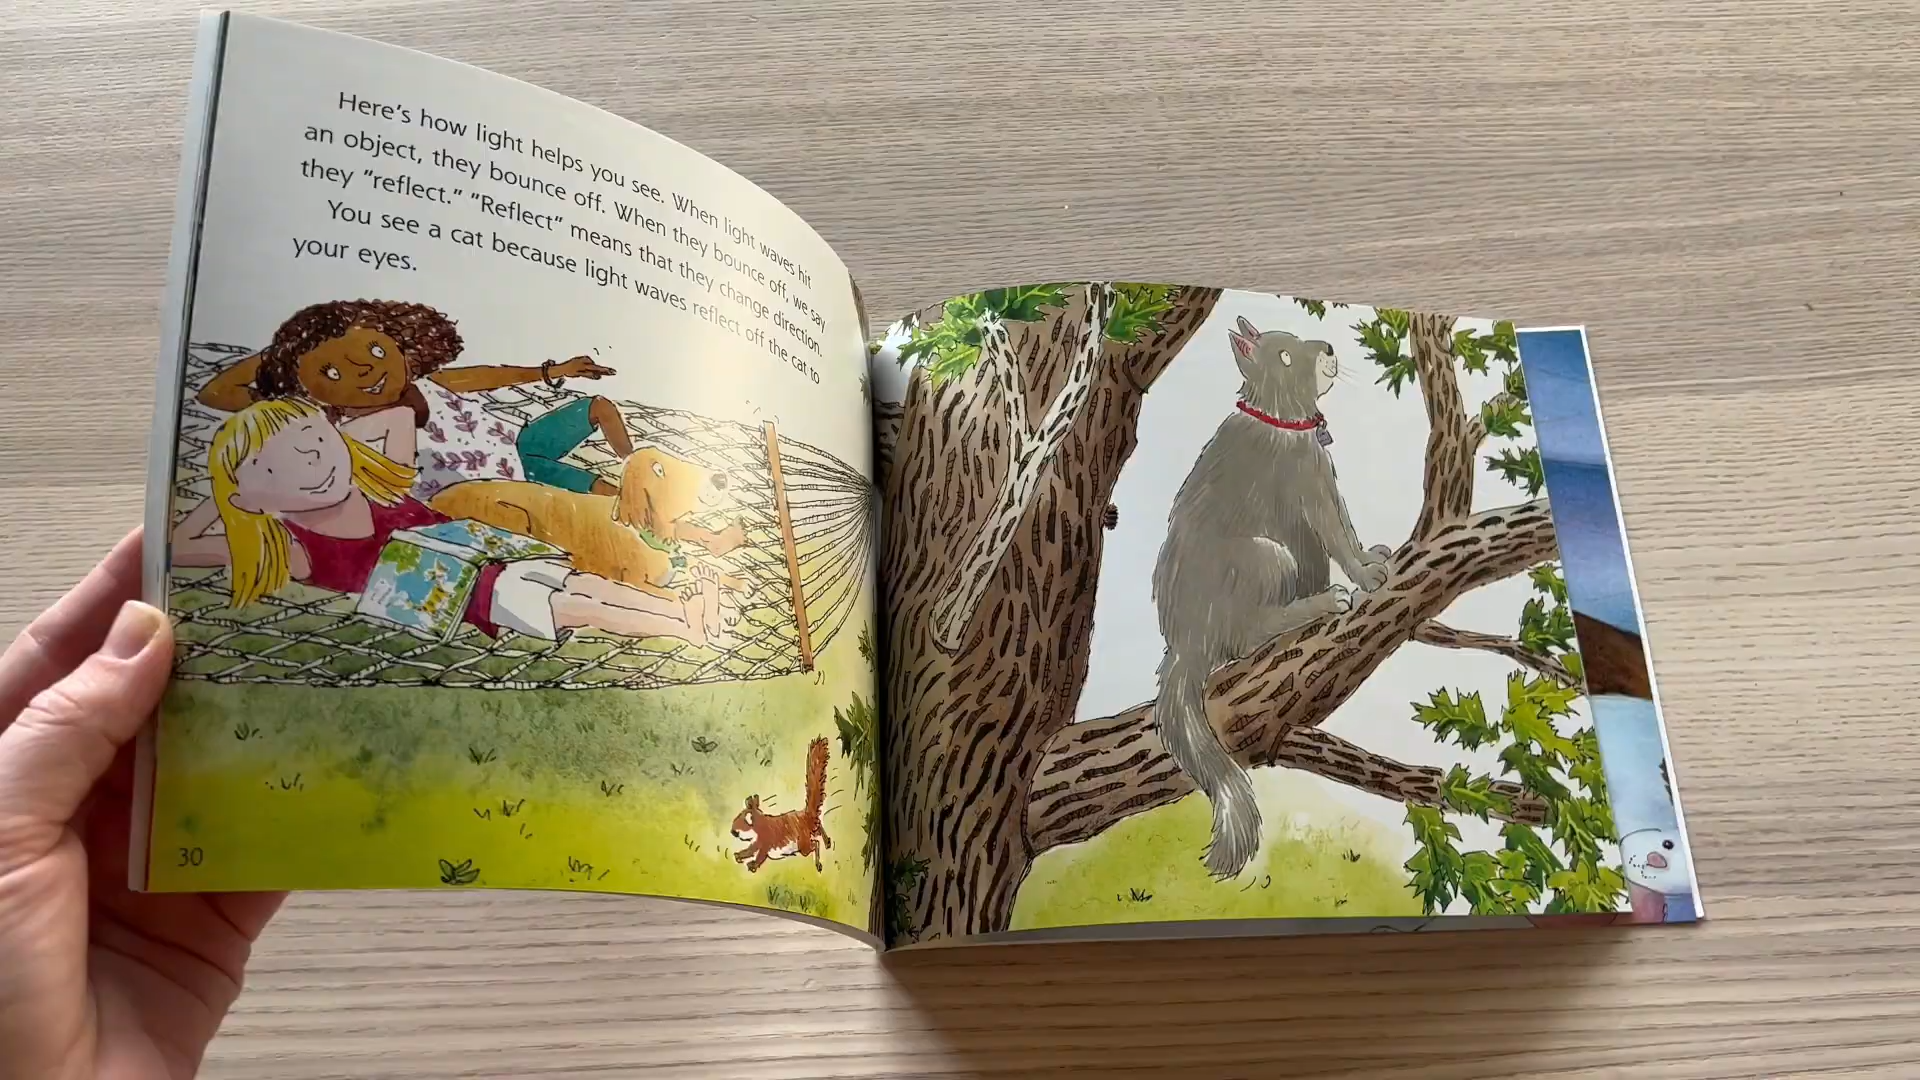 Here's how light helps you see. When light waves hit
an object, they bounce off. When they bounce off, we say
they “reflect.” “Reflect” means that they change direction.
You see a cat because light waves reflect off the cat to
your eyes.
30